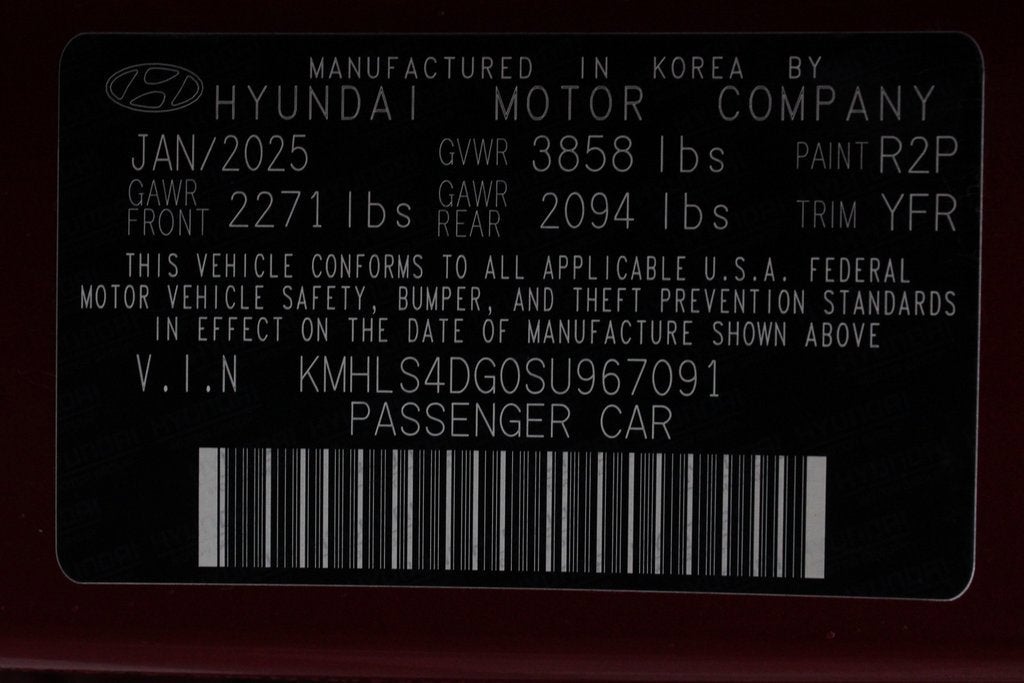 MANUFACTURED IN KOREA BY
HYUNDAI MOTOR COMPANY
JAN/2025 GVWR 3858 lbs PAINT R2P
GAWR FRONT 2271 lbs GAWR REAR 2094 lbs TRIM YFR
THIS VEHICLE CONFORMS TO ALL APPLICABLE U.S.A. FEDERAL
MOTOR VEHICLE SAFETY, BUMPER, AND THEFT PREVENTION STANDARDS
IN EFFECT ON THE DATE OF MANUFACTURE SHOWN ABOVE
V.I.N KMHLS4DG0SU967091
PASSENGER CAR